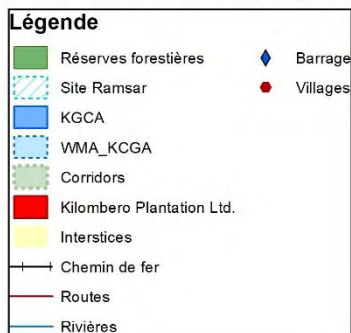 Légende
Réserves forestières
Site Ramsar
KGCA
WMA_KCGA
Corridors
Kilombero Plantation Ltd.
Interstices
Chemin de fer
Routes
Rivières
Barrage
Villages